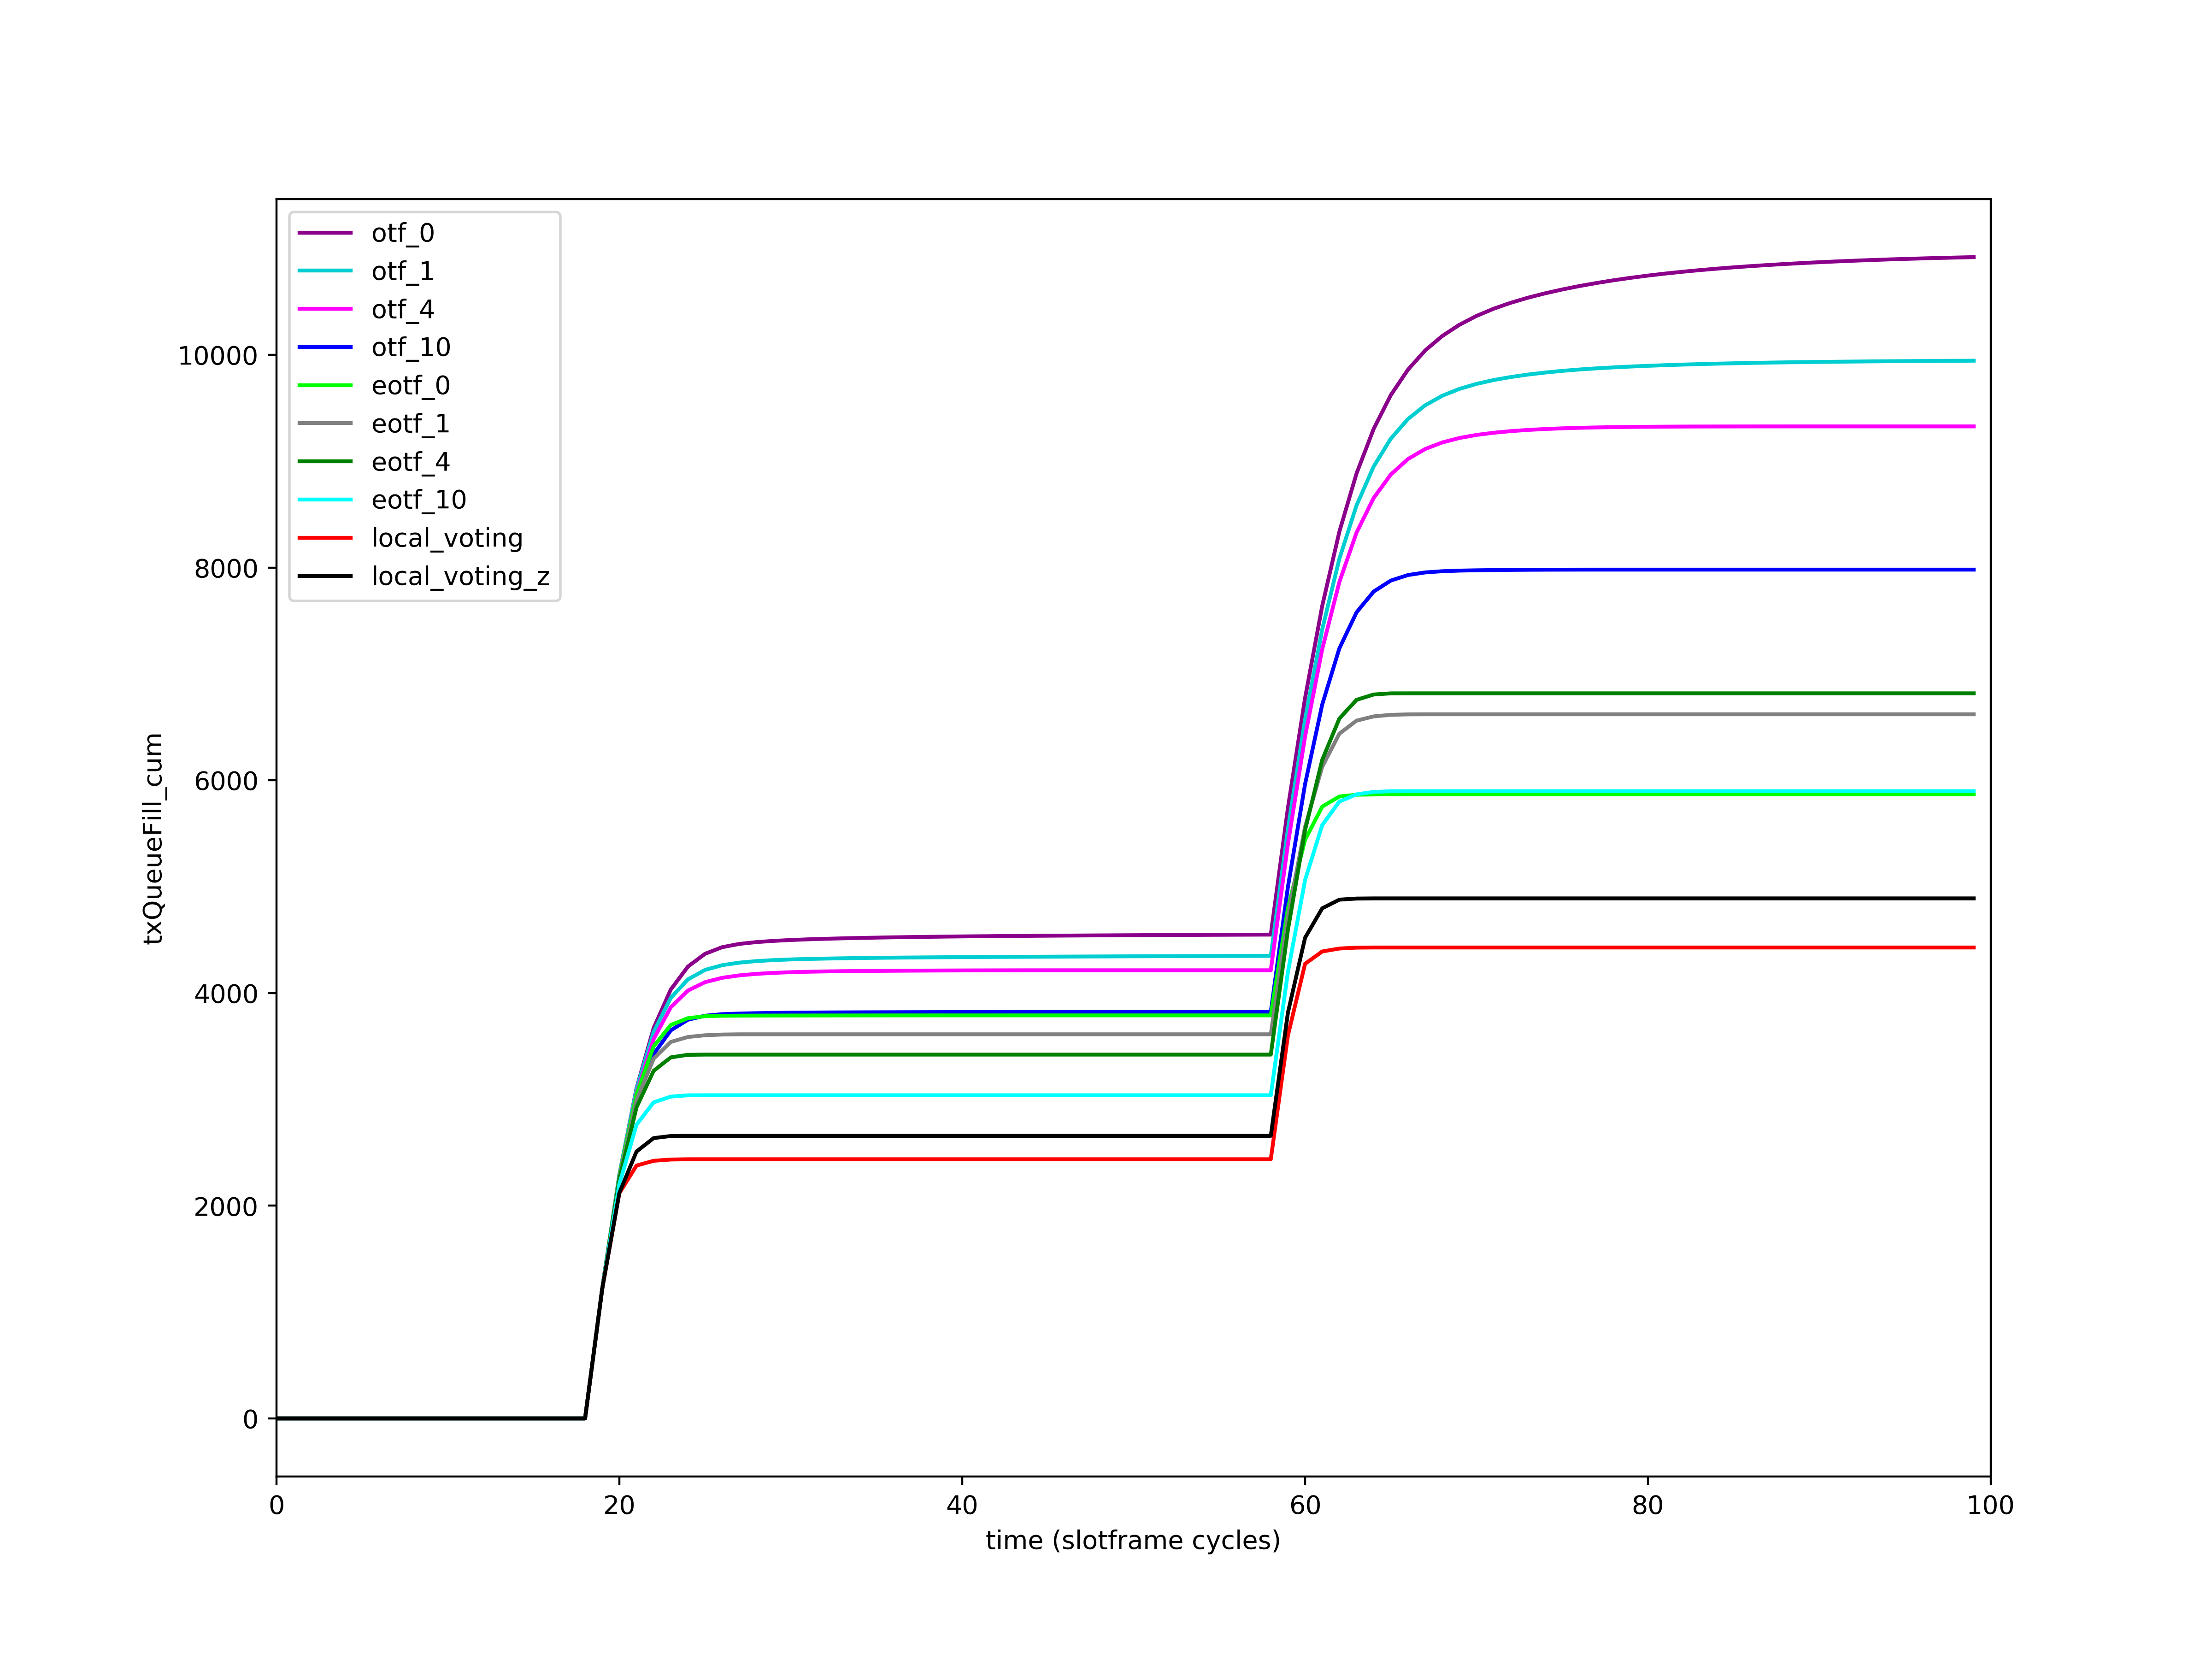 otf_0
otf_1
otf_4
otf_10
eotf_0
eotf_1
eotf_4
eotf_10
local_voting
local_voting_z
10000
8000
6000
4000
2000
0
txQueueFill_cum
0 20 40 60 80 100
time (slotframe cycles)